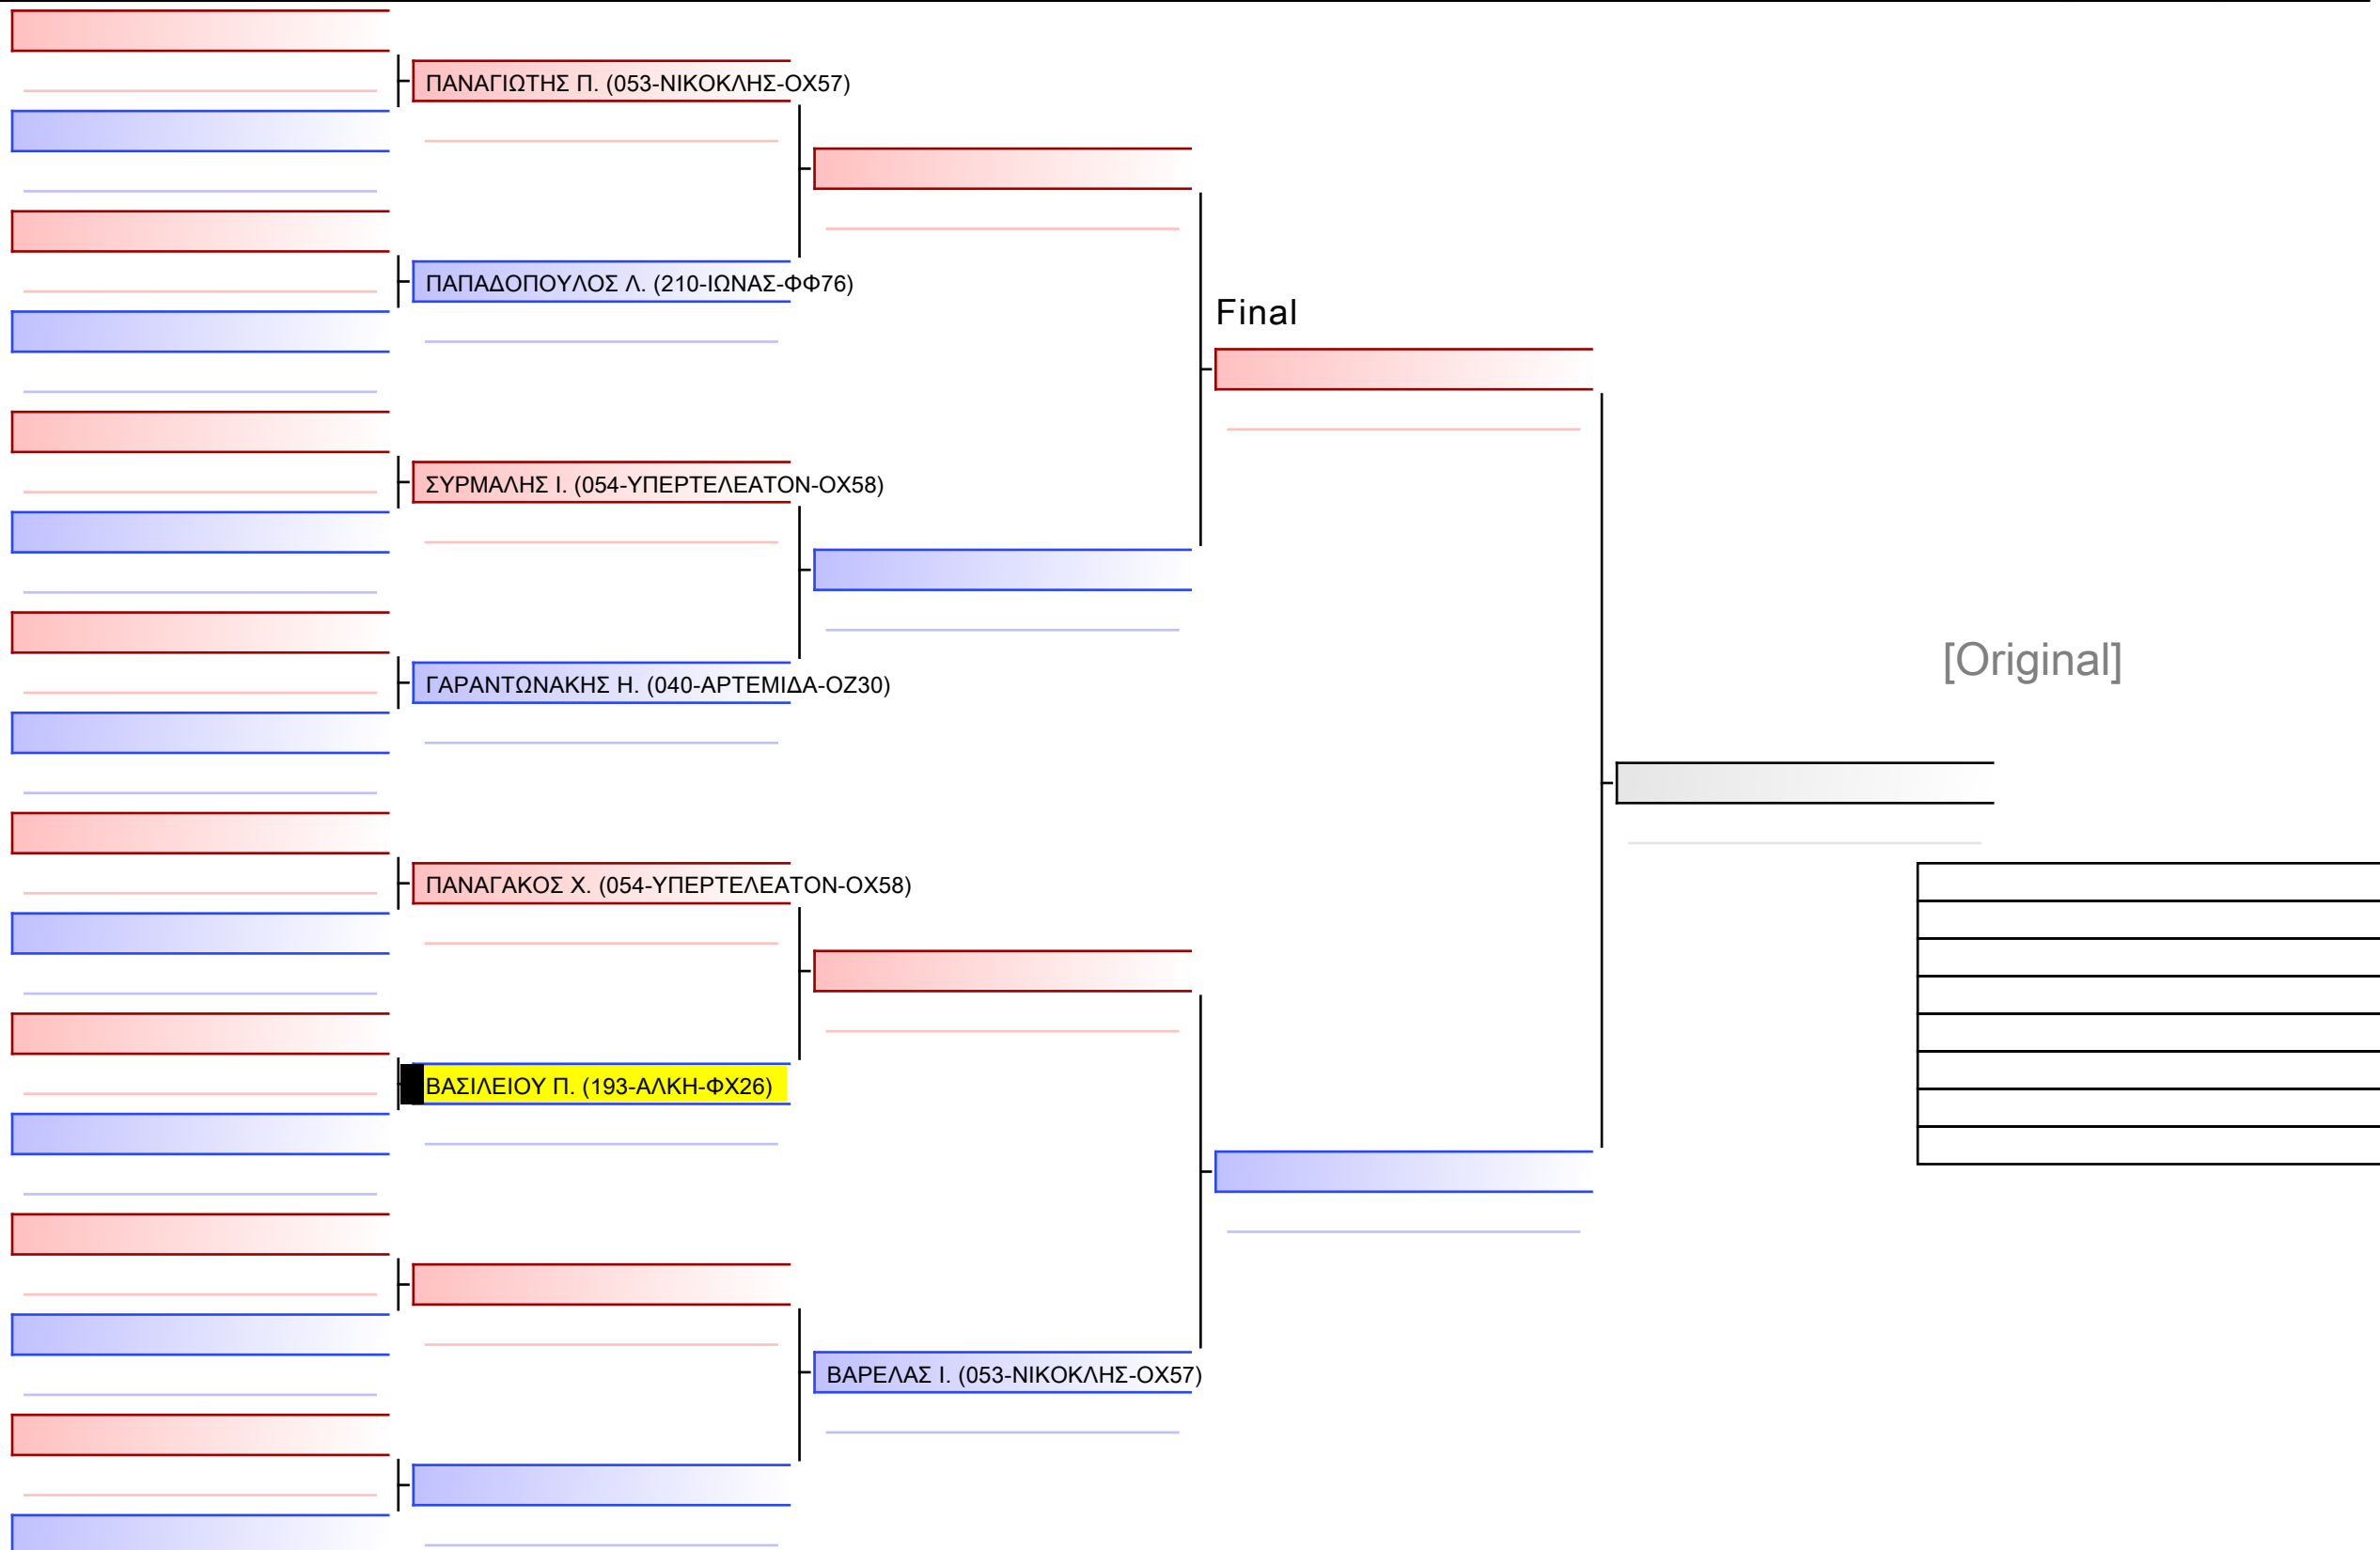 ΠΑΝΑΓΙΩΤΗΣ Π. (053-ΝΙΚΟΚΛΗΣ-ΟΧ57)
ΠΑΠΑΔΟΠΟΥΛΟΣ Λ. (210-ΙΩΝΑΣ-ΦΦ76)
Final
ΣΥΡΜΑΛΗΣ Ι. (054-ΥΠΕΡΤΕΛΕΑΤΟΝ-ΟΧ58)
[Original]
ΓΑΡΑΝΤΩΝΑΚΗΣ Η. (040-ΑΡΤΕΜΙΔΑ-ΟΖ30)
ΠΑΝΑΓΑΚΟΣ Χ. (054-ΥΠΕΡΤΕΛΕΑΤΟΝ-ΟΧ58)
ΒΑΣΙΛΕΙΟΥ Π. (193-ΑΛΚΗ-ΦΧ26)
ΒΑΡΕΛΑΣ Ι. (053-ΝΙΚΟΚΛΗΣ-ΟΧ57)